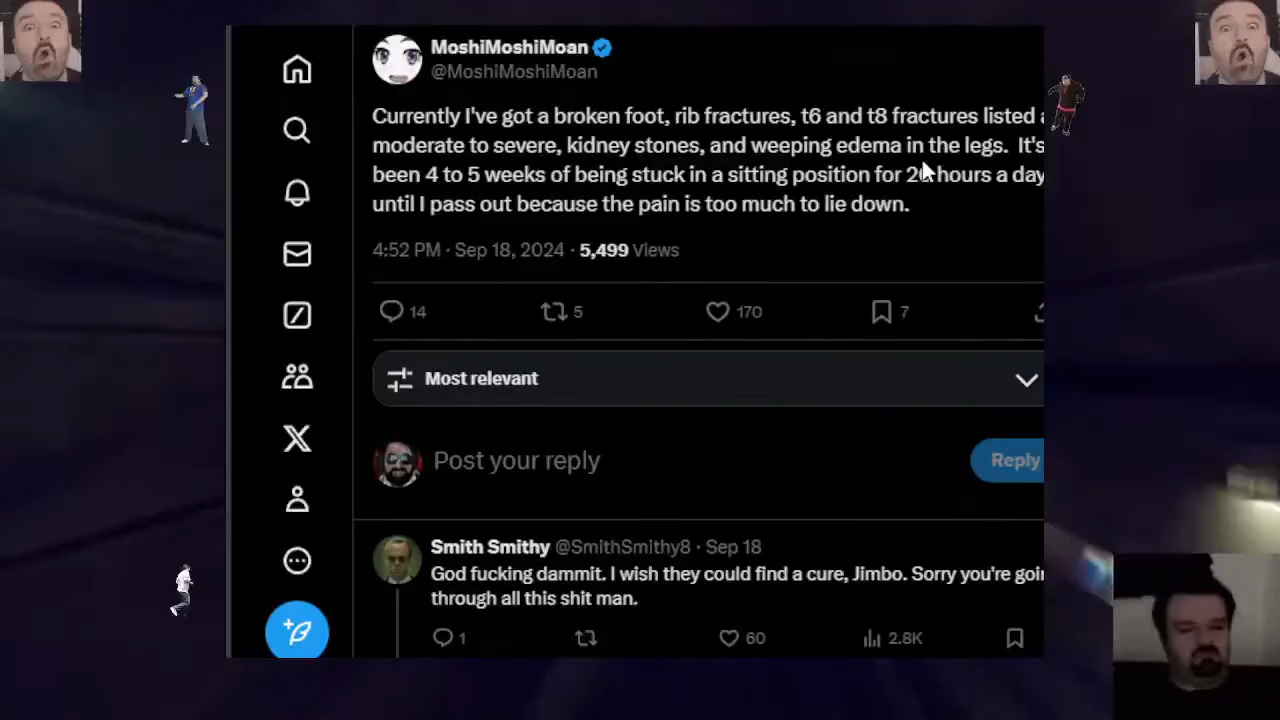 MoshiMoshiMoan
@MoshiMoshiMoan
Currently I've got a broken foot, rib fractures, t6 and t8 fractures listed
moderate to severe, kidney stones, and weeping edema in the legs. It's
been 4 to 5 weeks of being stuck in a sitting position for hours a day
until I pass out because the pain is too much to lie down.
4:52 PM · Sep 18, 2024 · 5,499 Views
14 5 170 7
Most relevant
Post your reply
Reply
Smith Smithy @SmithSmithy8 · Sep 18
God fucking dammit. I wish they could find a cure, Jimbo. Sorry you're goi
through all this shit man.
1 60 2.8K